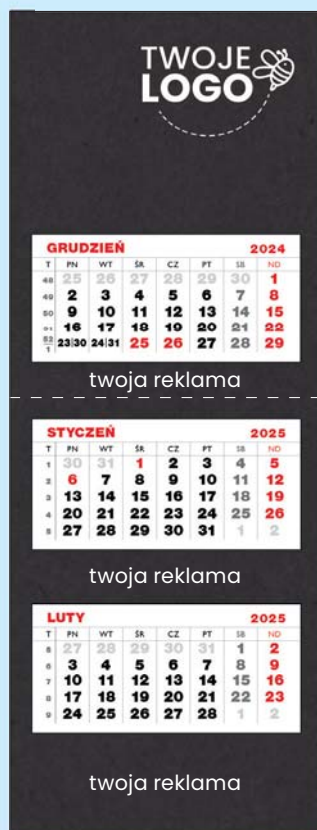 TWOJE
LOGO
GRUDZIEŃ 2024
T PN WT ŚR CZ PT SB ND
48 25 26 27 28 29 30 1
49 2 3 4 5 6 7 8
50 9 10 11 12 13 14 15
51 16 17 18 19 20 21 22
52/1 23|30 24|31 25 26 27 28 29
twoja reklama
STYCZEŃ 2025
T PN WT ŚR CZ PT SB ND
1 30 31 1 2 3 4 5
2 6 7 8 9 10 11 12
3 13 14 15 16 17 18 19
4 20 21 22 23 24 25 26
5 27 28 29 30 31 1 2
twoja reklama
LUTY 2025
T PN WT ŚR CZ PT SB ND
5 27 28 29 30 31 1 2
6 3 4 5 6 7 8 9
7 10 11 12 13 14 15 16
8 17 18 19 20 21 22 23
9 24 25 26 27 28 1 2
twoja reklama